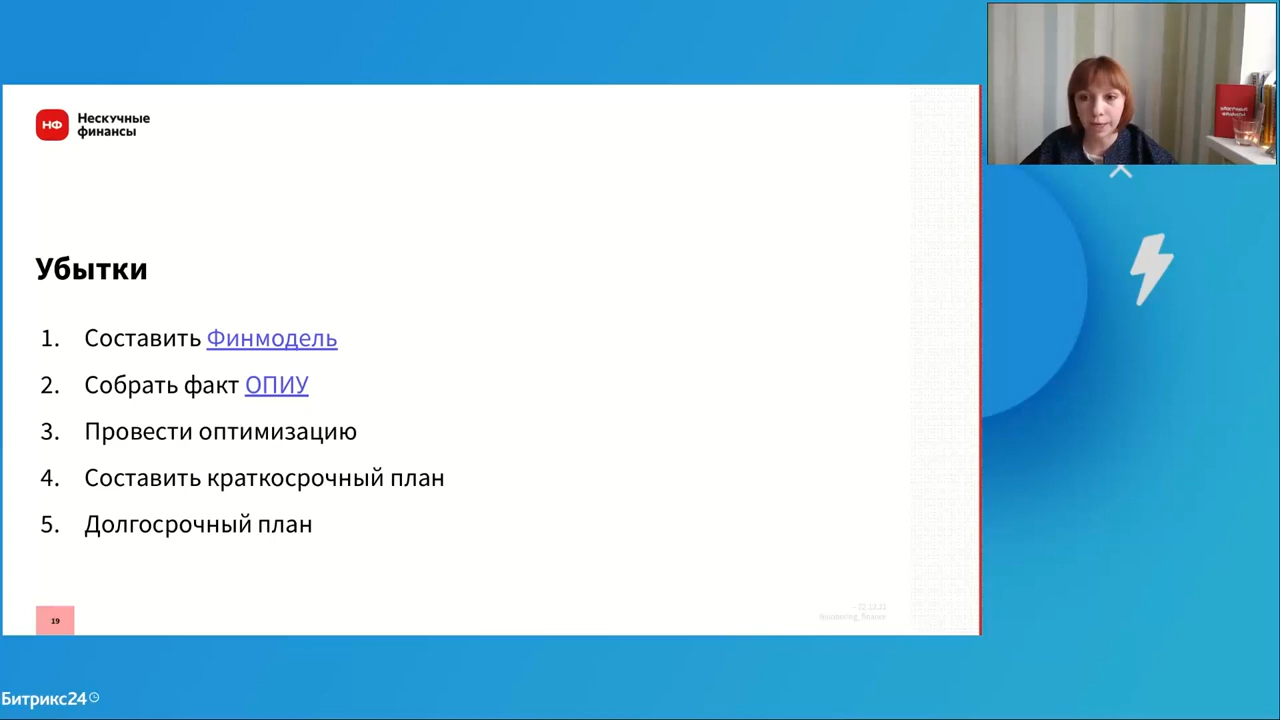 НФ
Нескучные
финансы
Убытки
1. Составить Финмодель
2. Собрать факт ОПИУ
3. Провести оптимизацию
4. Составить краткосрочный план
5. Долгосрочный план
19
Битрикс24